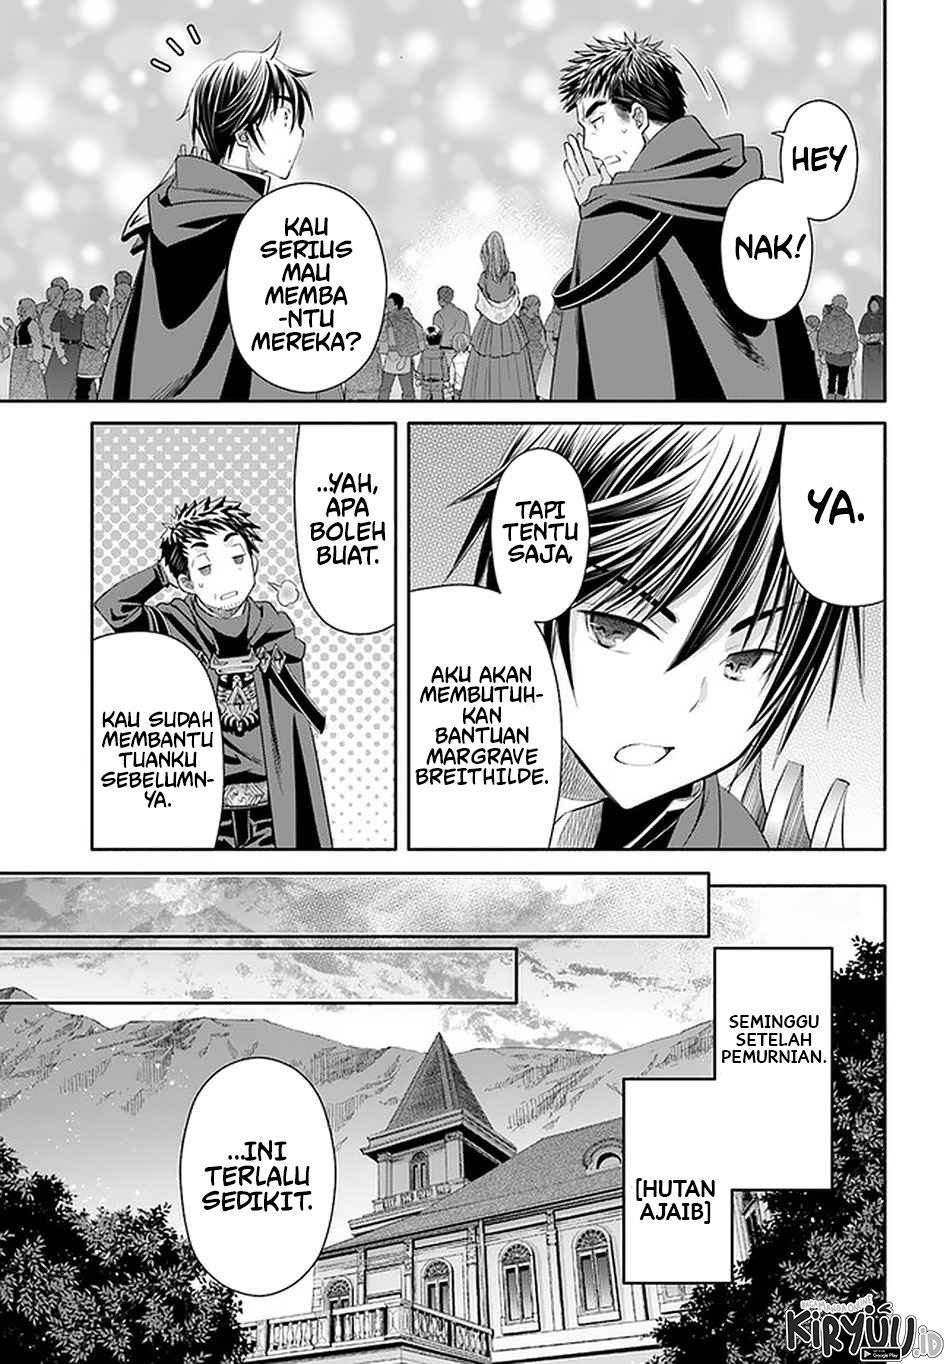 HEY
NAK!
KAU
SERIUS
MAU
MEMBA
-NTU
MEREKA?
YA.
TAPI
TENTU
SAJA,
AKU AKAN
MEMBUTUH-
KAN
BANTUAN
MARGRAVE
BREITHILDE.
...YAH,
APA
BOLEH
BUAT.
KAU SUDAH
MEMBANTU
TUANKU
SEBELUMN-
YA.
SEMINGGU
SETELAH
PEMURNIAN.
[HUTAN
AJAIB]
...INI
TERLALU
SEDIKIT.
KIRYUU.iD
Google Play